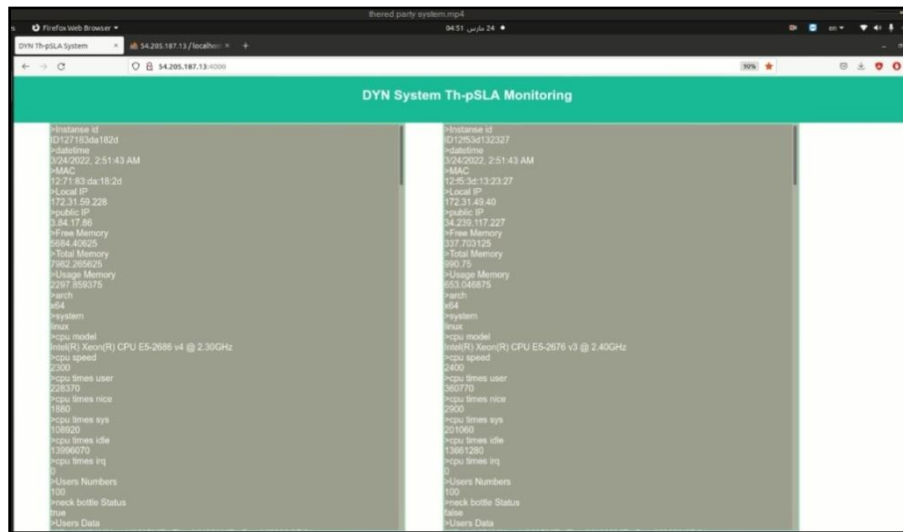 thered party system.mp4
s Firefox Web Browser
24 مارس 04:51
en
DYN Th-pSLA System × 54.205.187.13 / localhost × +
54.205.187.13:4000 90%
DYN System Th-pSLA Monitoring
>Instanse id
ID127183da182d
>datetime
3/24/2022, 2:51:43 AM
>MAC
12:71:83:da:18:2d
>Local IP
172.31.59.228
>public IP
3.84.17.86
>Free Memory
5684.40625
>Total Memory
7982.265625
>Usage Memory
2297.859375
>arch
x64
>system
linux
>cpu model
Intel(R) Xeon(R) CPU E5-2686 v4 @ 2.30GHz
>cpu speed
2300
>cpu times user
228370
>cpu times nice
1880
>cpu times sys
108920
>cpu times idle
13996070
>cpu times irq
0
>Users Numbers
100
>neck bottle Status
true
>Users Data
>Instanse id
ID12f53d132327
>datetime
3/24/2022, 2:51:43 AM
>MAC
12:f5:3d:13:23:27
>Local IP
172.31.49.40
>public IP
34.239.117.227
>Free Memory
337.703125
>Total Memory
990.75
>Usage Memory
653.046875
>arch
x64
>system
linux
>cpu model
Intel(R) Xeon(R) CPU E5-2676 v3 @ 2.40GHz
>cpu speed
2400
>cpu times user
360770
>cpu times nice
2900
>cpu times sys
201060
>cpu times idle
13661280
>cpu times irq
0
>Users Numbers
100
>neck bottle Status
false
>Users Data